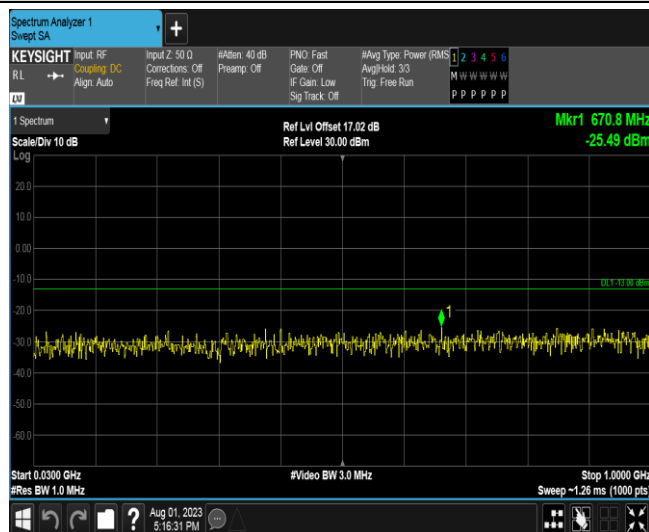 Spectrum Analyzer 1
Swept SA
+
KEYSIGHT
RL
LXI
Input: RF
Coupling: DC
Align: Auto
Input Z: 50 Ω
Corrections: Off
Freq Ref: Int (S)
#Atten: 40 dB
Preamp: Off
PNO: Fast
Gate: Off
IF Gain: Low
Sig Track: Off
#Avg Type: Power (RMS
Avg|Hold: 3/3
Trig: Free Run
1 2 3 4 5 6
M W W W W W
P P P P P P
1 Spectrum
Scale/Div 10 dB
Log
Ref Lvl Offset 17.02 dB
Ref Level 30.00 dBm
Mkr1 670.8 MHz
-25.49 dBm
20.0
10.0
0.00
-10.0
DL1 -13.00 dBm
-20.0
1
-30.0
-40.0
-50.0
-60.0
Start 0.0300 GHz
#Res BW 1.0 MHz
#Video BW 3.0 MHz
Stop 1.0000 GHz
Sweep ~1.26 ms (1000 pts)
?
Aug 01, 2023
5:16:31 PM